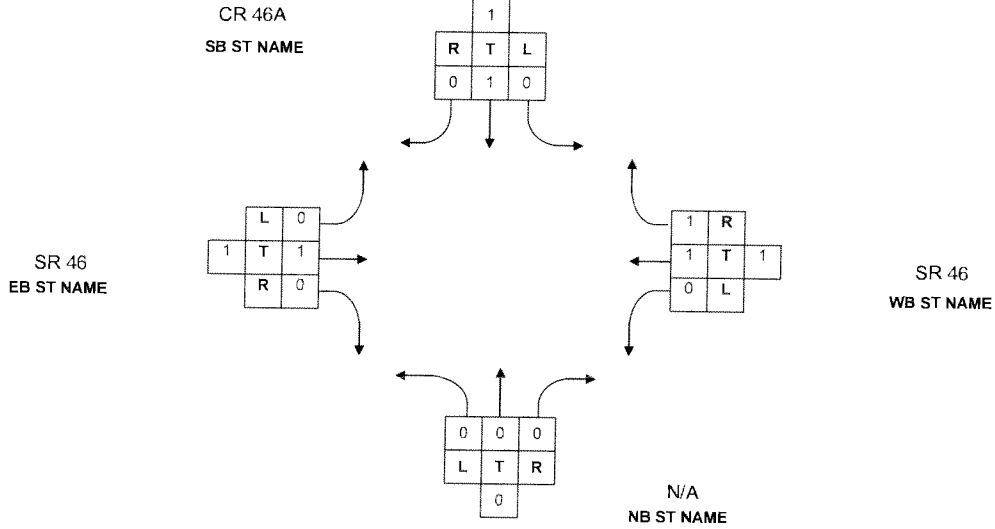 CR 46A
SB ST NAME
1
R T L
0 1 0
L 0
1 T 1
R 0
SR 46
EB ST NAME
1 R
1 T 1
0 L
SR 46
WB ST NAME
0 0 0
L T R
0
N/A
NB ST NAME